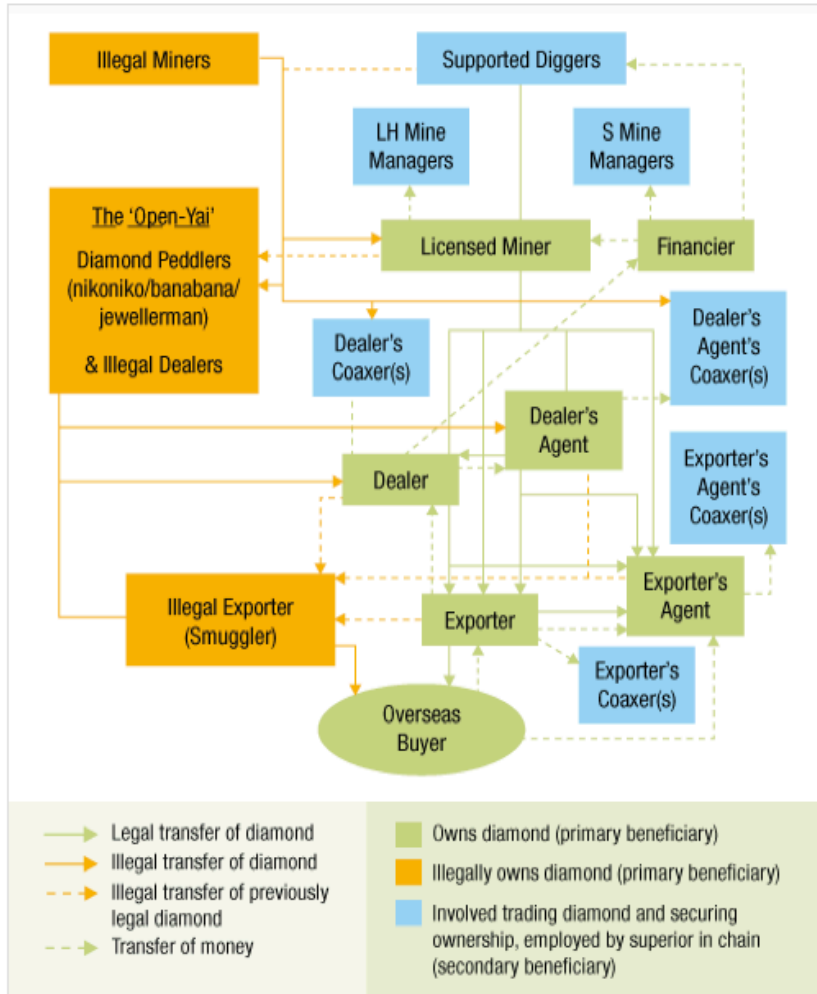 Illegal Miners
Supported Diggers
LH Mine
Managers
S Mine
Managers
The ‘Open-Yai’
Diamond Peddlers
(nikoniko/banabana/
jewellerman)
& Illegal Dealers
Licensed Miner
Financier
Dealer’s
Coaxer(s)
Dealer’s
Agent’s
Coaxer(s)
Dealer’s
Agent
Dealer
Exporter’s
Agent’s
Coaxer(s)
Illegal Exporter
(Smuggler)
Exporter
Exporter’s
Agent
Exporter’s
Coaxer(s)
Overseas
Buyer
Legal transfer of diamond
Illegal transfer of diamond
Illegal transfer of previously
legal diamond
Transfer of money
Owns diamond (primary beneficiary)
Illegally owns diamond (primary beneficiary)
Involved trading diamond and securing
ownership, employed by superior in chain
(secondary beneficiary)